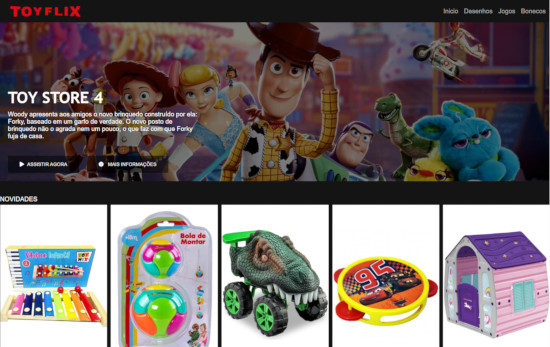 TOYFLIX
Início Desenhos Jogos Bonecos
TOY STORE 4
Woody apresenta aos amigos o novo brinquedo construído por ela:
Forky, baseado em um garfo de verdade. O novo posto de
brinquedo não o agrada nem um pouco, o que faz com que Forky
fuja de casa.
ASSISTIR AGORA
MAIS INFORMAÇÕES
NOVIDADES
Bola de
Montar
95